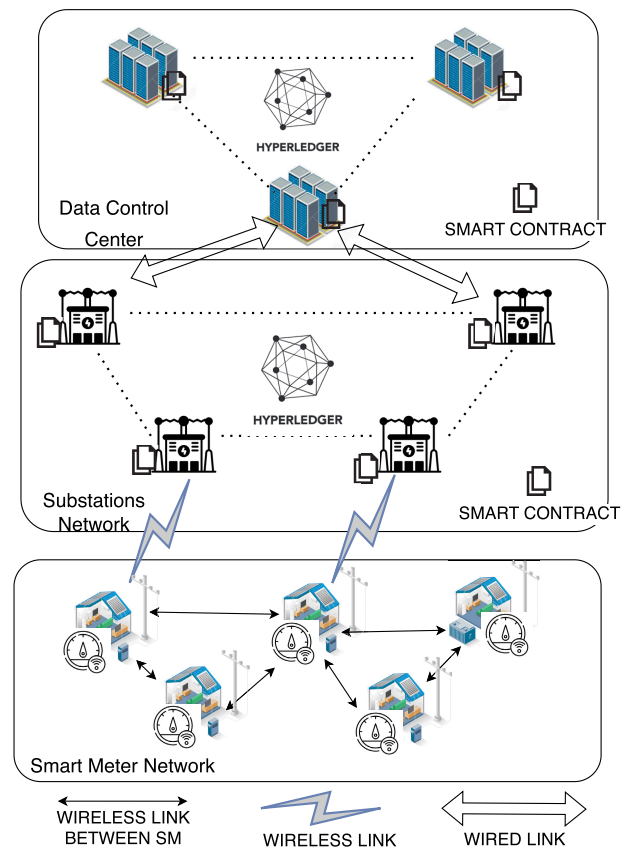 HYPERLEDGER
Data Control
Center
SMART CONTRACT
HYPERLEDGER
Substations
Network
SMART CONTRACT
Smart Meter Network
WIRELESS LINK
BETWEEN SM
WIRELESS LINK
WIRED LINK